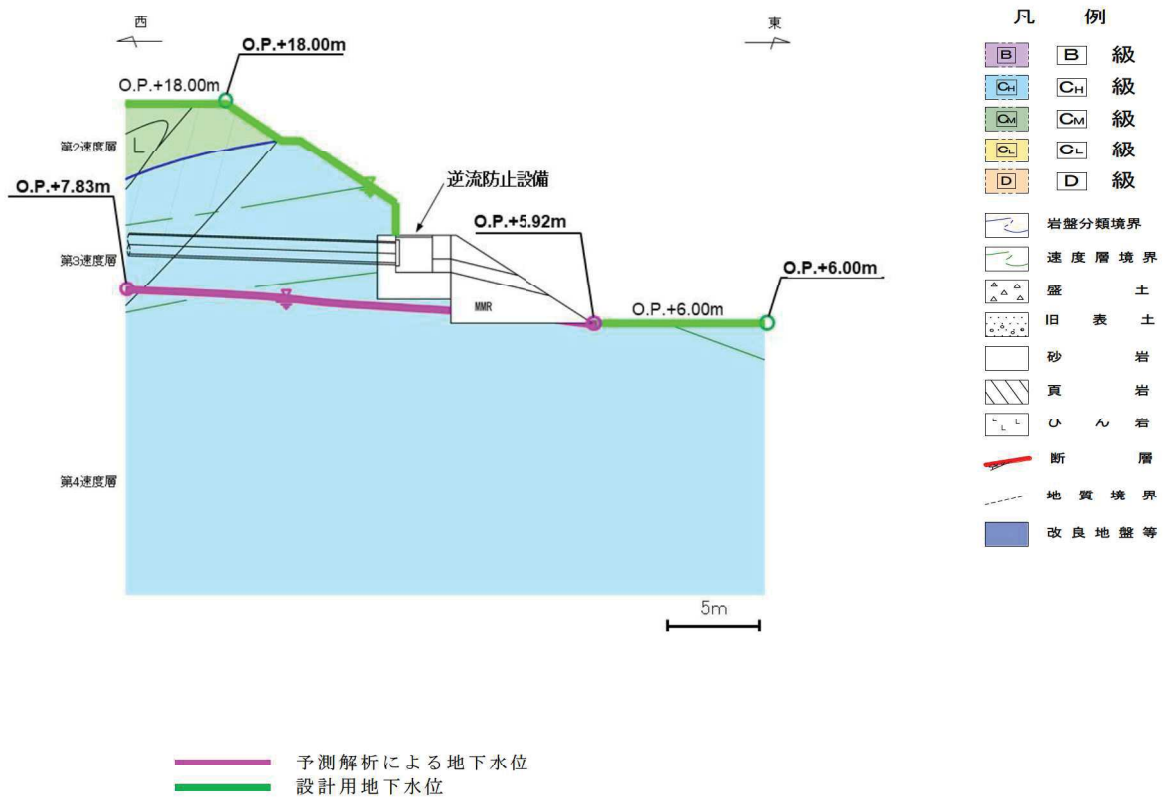 西
東
O.P.+18.00m
O.P.+18.00m
第2速度層
L
O.P.+7.83m
逆流防止設備
O.P.+5.92m
第3速度層
O.P.+6.00m
O.P.+6.00m
MMR
第4速度層
5m
凡 例
B B 級
CH CH 級
CM CM 級
CL CL 級
D D 級
岩盤分類境界
速度層境界
盛土
旧表土
砂岩
頁岩
ひん岩
断層
地質境界
改良地盤等
予測解析による地下水位
設計用地下水位